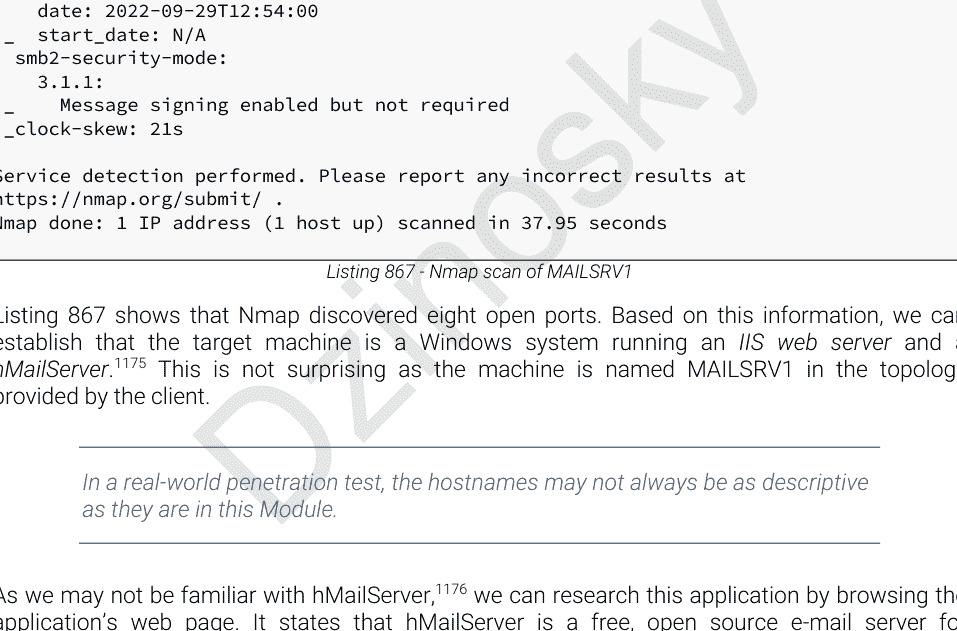 date: 2022-09-29T12:54:00
_ start_date: N/A
smb2-security-mode:
3.1.1:
_ Message signing enabled but not required
_clock-skew: 21s
Service detection performed. Please report any incorrect results at
https://nmap.org/submit/ .
Nmap done: 1 IP address (1 host up) scanned in 37.95 seconds
Listing 867 - Nmap scan of MAILSRV1
Listing 867 shows that Nmap discovered eight open ports. Based on this information, we can
establish that the target machine is a Windows system running an IIS web server and a
hMailServer.1175 This is not surprising as the machine is named MAILSRV1 in the topolog
provided by the client.
In a real-world penetration test, the hostnames may not always be as descriptive
as they are in this Module.
As we may not be familiar with hMailServer,1176 we can research this application by browsing the
application's web page. It states that hMailServer is a free, open source e-mail server fo
Dzinosky